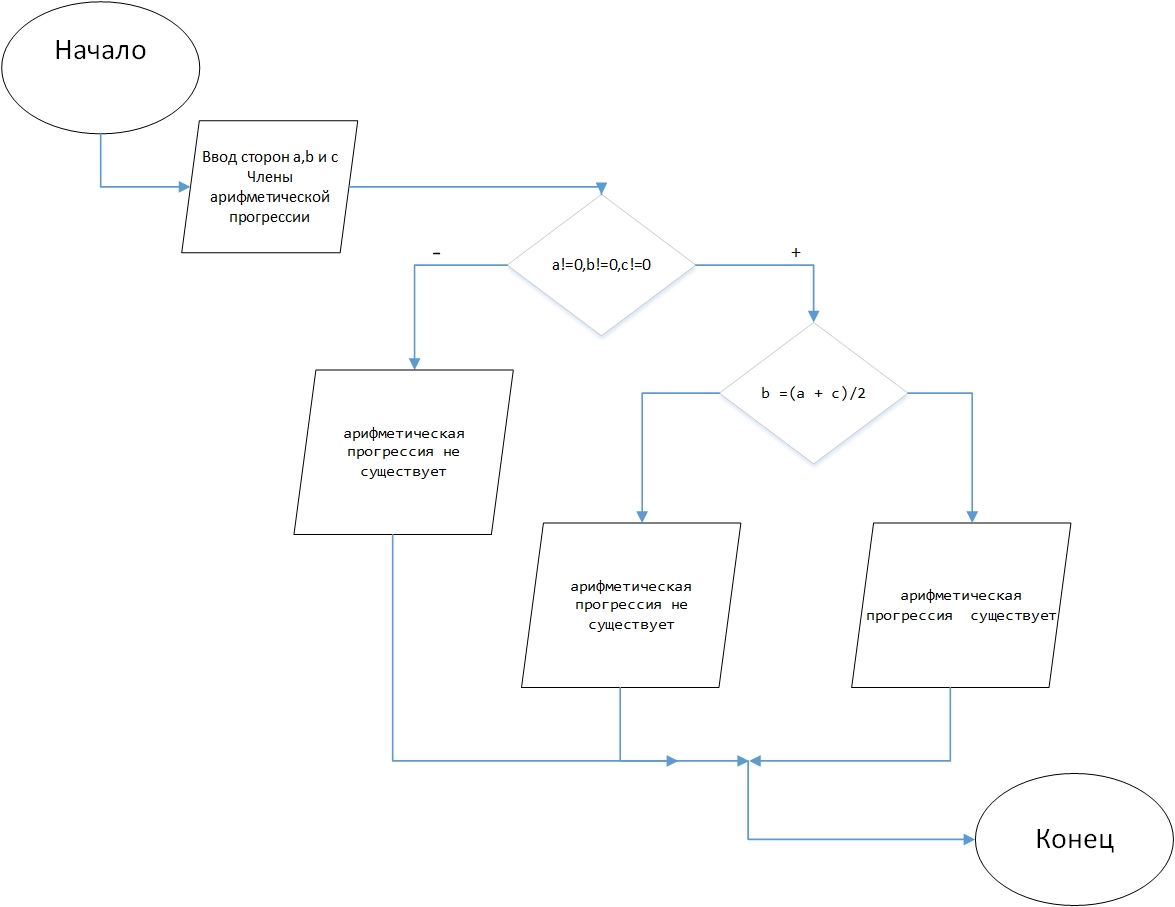 Начало
Ввод сторон a,b и c
Члены
арифметической
прогрессии
–
a!=0,b!=0,c!=0
+
b =(a + c)/2
арифметическая
прогрессия не
существует
арифметическая
прогрессия не
существует
арифметическая
прогрессия  существует
Конец